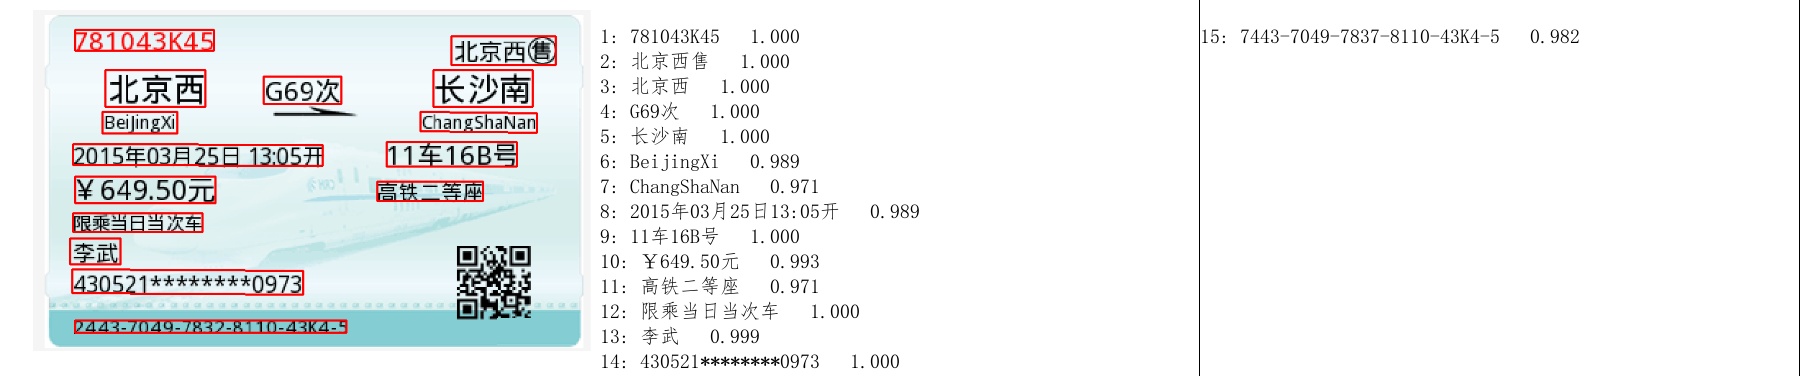 781043K45
北京西售
北京西 G69次 长沙南
BeiJingXi ChangShaNan
2015年03月25日 13:05开 11车16B号
￥649.50元 高铁二等座
限乘当日当次车
李武
430521********0973
2443-7049-7832-8110-43K4-5
1: 781043K45 1.000
2: 北京西售 1.000
3: 北京西 1.000
4: G69次 1.000
5: 长沙南 1.000
6: BeijingXi 0.989
7: ChangShaNan 0.971
8: 2015年03月25日13:05开 0.989
9: 11车16B号 1.000
10: ￥649.50元 0.993
11: 高铁二等座 0.971
12: 限乘当日当次车 1.000
13: 李武 0.999
14: 430521********0973 1.000
15: 7443-7049-7837-8110-43K4-5 0.982